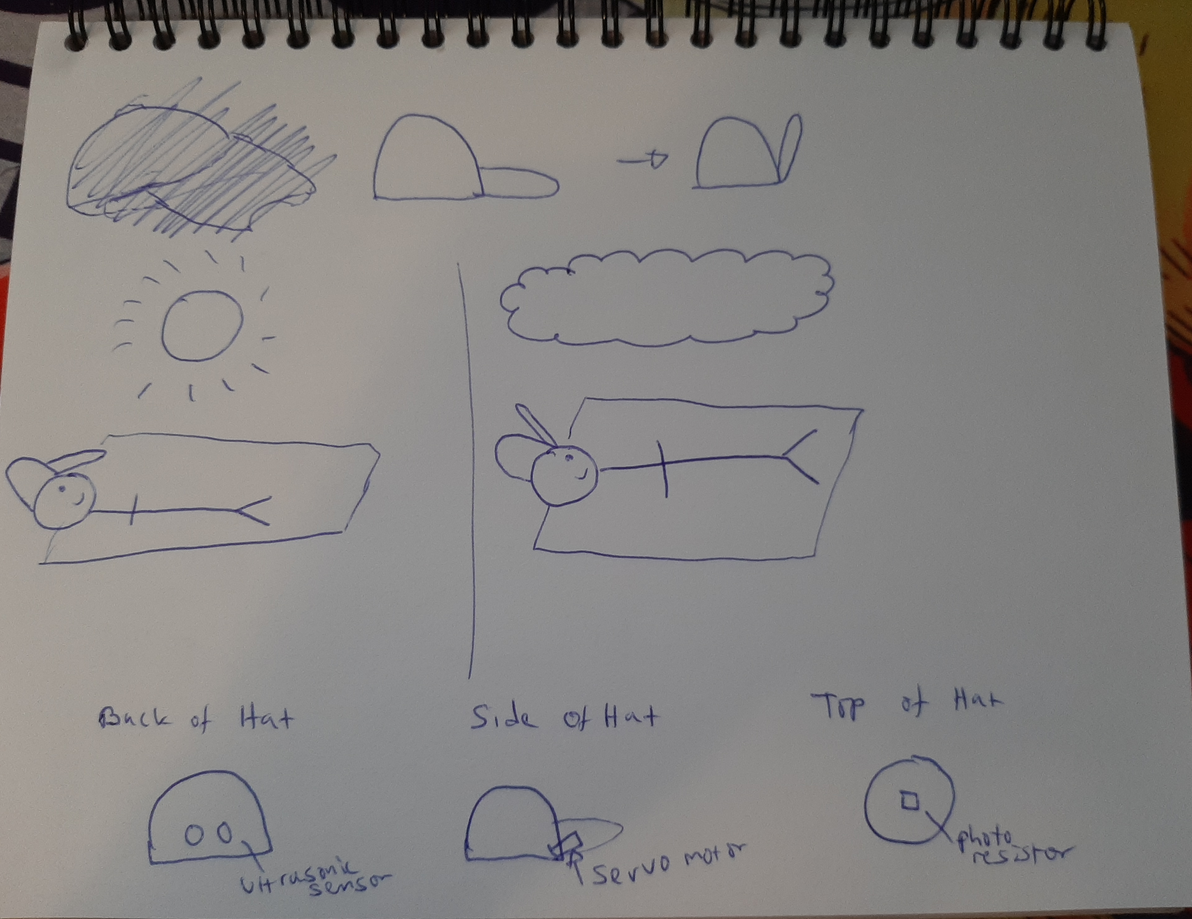 Back of Hat
Side of Hat
Top of Hat
ultrasonic
sensor
servo motor
photo
resistor